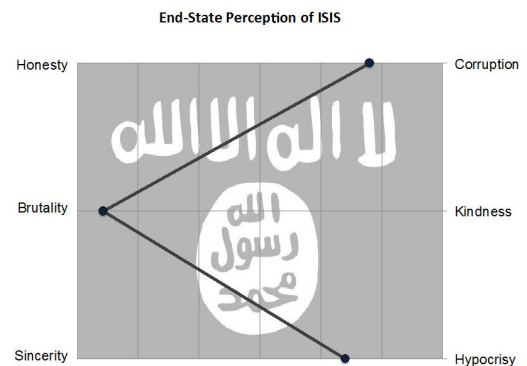 End-State Perception of ISIS
Honesty Corruption
لا اله الا الله
Brutality Kindness
الله
رسول
محمد
Sincerity Hypocrisy